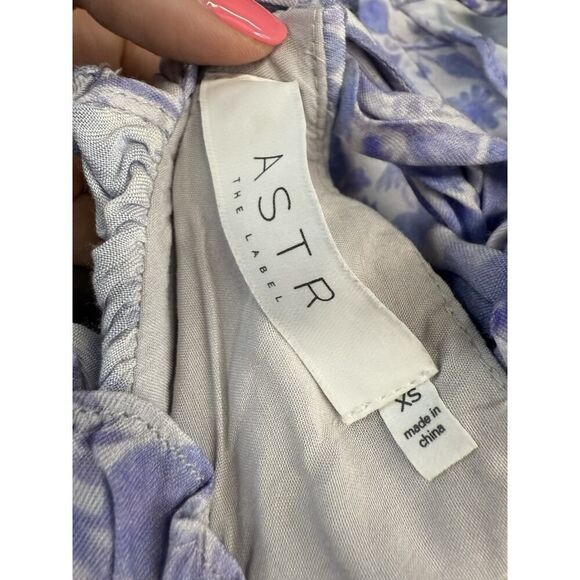 ASTR
THE LABEL
XS
made in
china